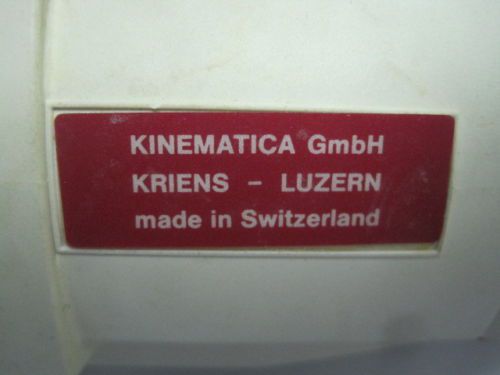 KINEMATICA GmbH
KRIENS - LUZERN
made in Switzerland